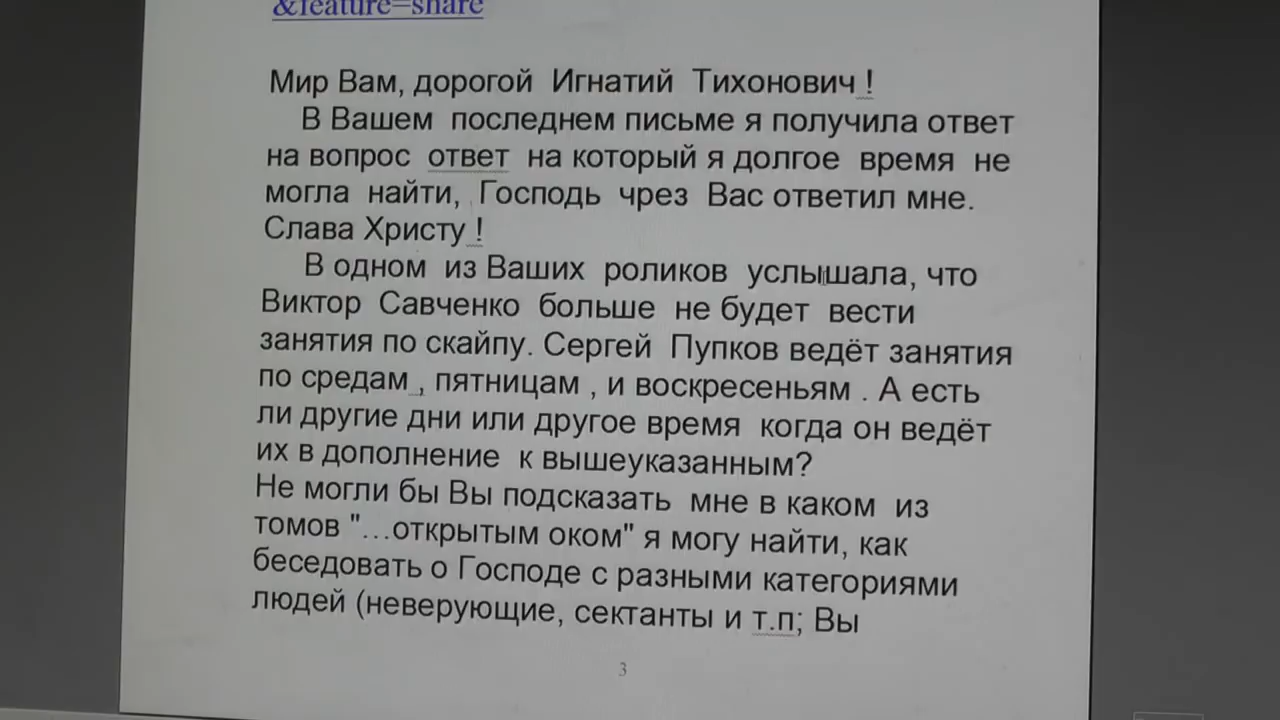 &feature=share
Мир Вам, дорогой Игнатий Тихонович !
В Вашем последнем письме я получила ответ
на вопрос ответ на который я долгое время не
могла найти, Господь чрез Вас ответил мне.
Слава Христу !
В одном из Ваших роликов услышала, что
Виктор Савченко больше не будет вести
занятия по скайпу. Сергей Пупков ведёт занятия
по средам , пятницам , и воскресеньям . А есть
ли другие дни или другое время когда он ведёт
их в дополнение к вышеуказанным?
Не могли бы Вы подсказать мне в каком из
томов "...открытым оком" я могу найти, как
беседовать о Господе с разными категориями
людей (неверующие, сектанты и т.п; Вы
3